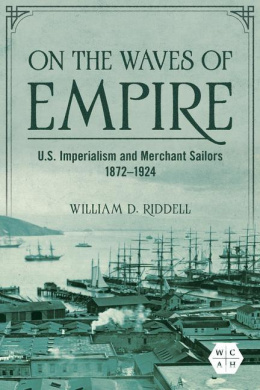 ON THE WAVES OF
EMPIRE
U.S. Imperialism and Merchant Sailors
1872–1924
WILLIAM D. RIDDELL
W C
A H